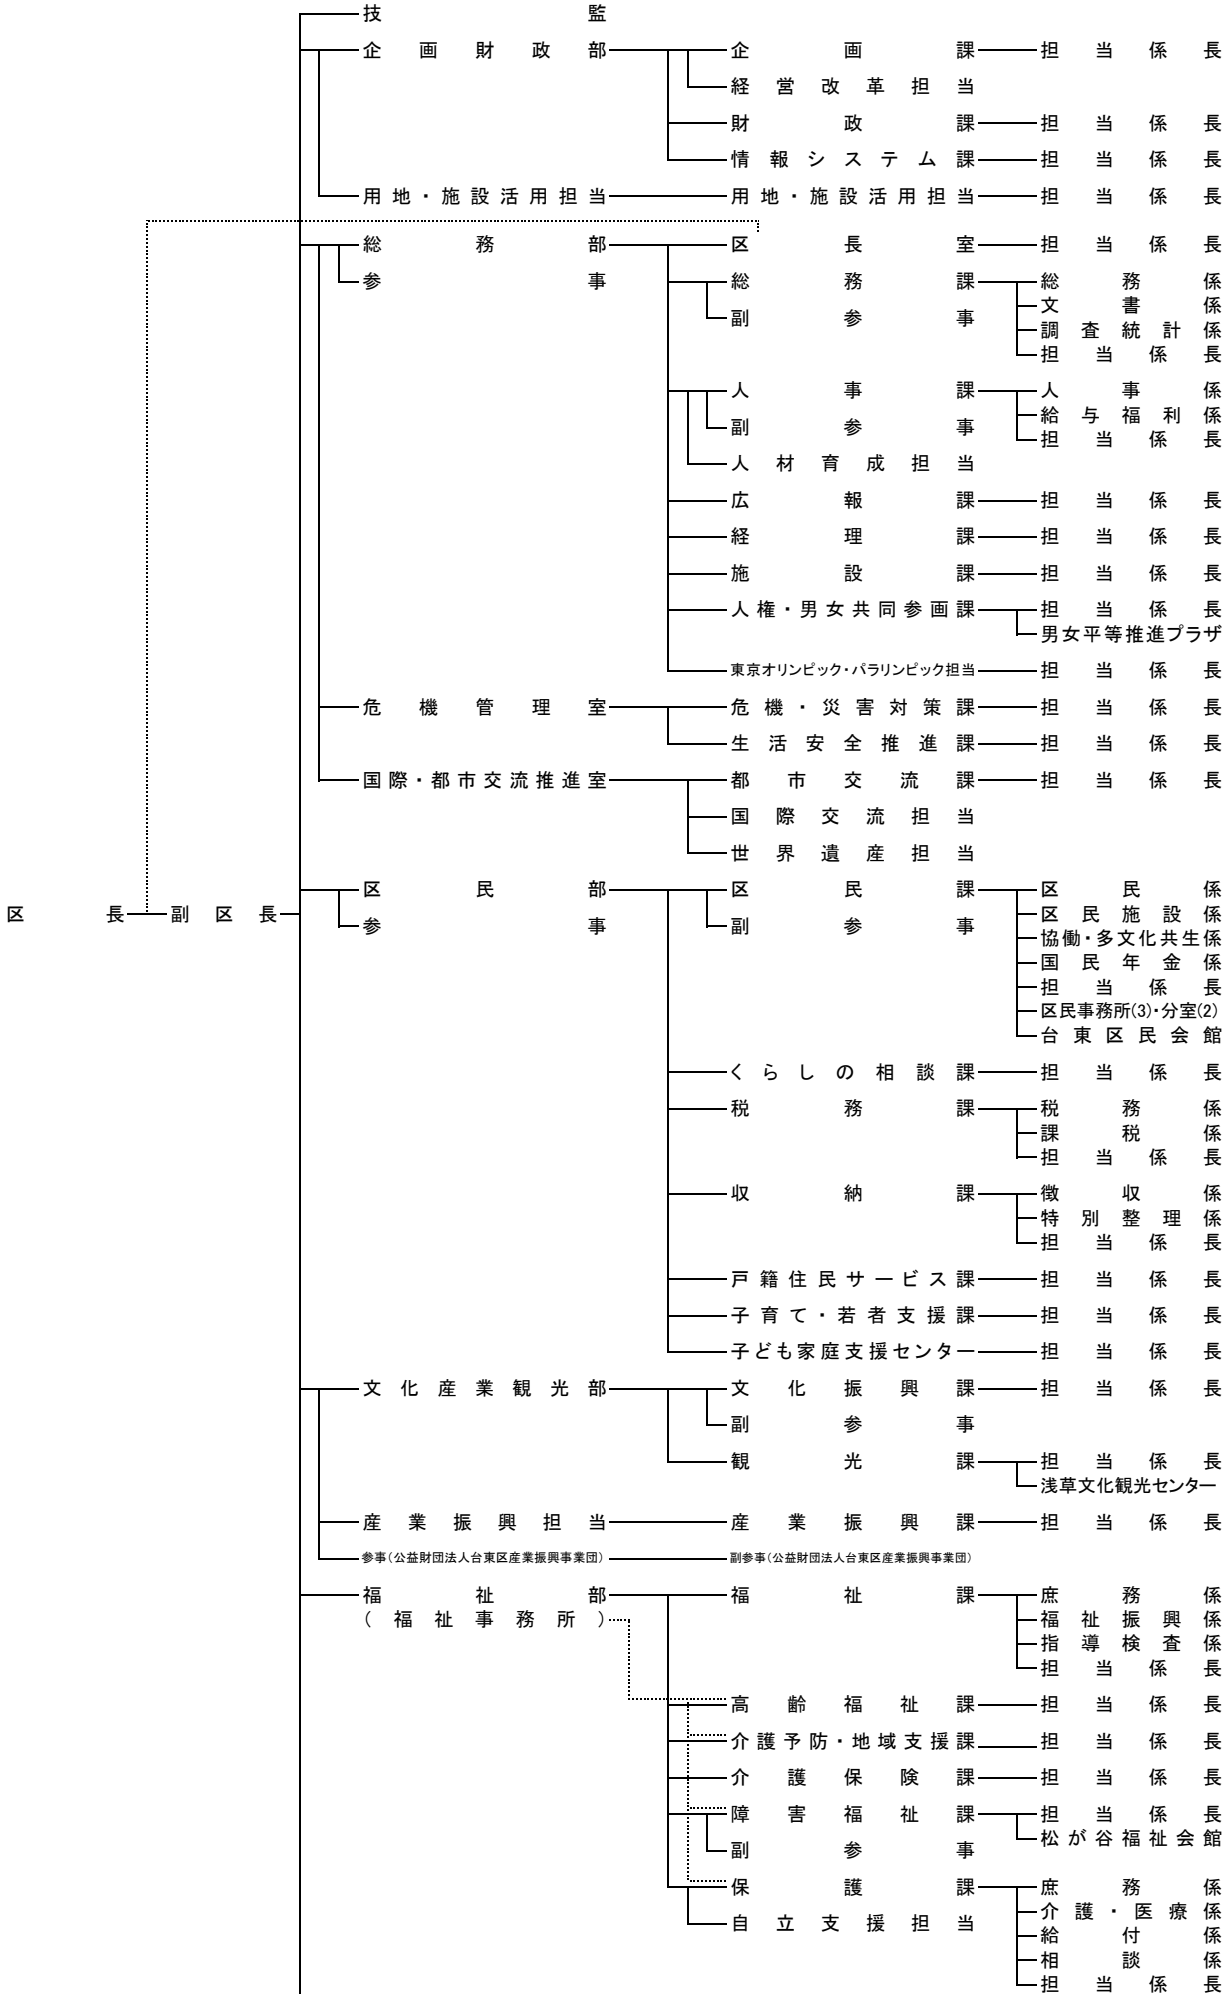 技監
企画財政部 企画課 担当係長
経営改革担当
財政課 担当係長
情報システム課 担当係長
用地・施設活用担当 用地・施設活用担当 担当係長
総務部 区長室 担当係長
参事 総務課 総務係
文書係
副参事
調査統計係
担当係長
人事課 人事係
給与福利係
副参事
担当係長
人材育成担当
広報課 担当係長
経理課 担当係長
施設課 担当係長
人権・男女共同参画課 担当係長
男女平等推進プラザ
東京オリンピック・パラリンピック担当 担当係長
危機管理室 危機・災害対策課 担当係長
生活安全推進課 担当係長
国際・都市交流推進室 都市交流課 担当係長
国際交流担当
世界遺産担当
区民部 区民課 区民係
区長 副区長 区民施設係
参事 副参事
協働・多文化共生係
国民年金係
担当係長
区民事務所(3)・分室(2)
台東区民会館
くらしの相談課 担当係長
税務課 税務係
課税係
担当係長
収納課 徴収係
特別整理係
担当係長
戸籍住民サービス課 担当係長
子育て・若者支援課 担当係長
子ども家庭支援センター 担当係長
文化産業観光部 文化振興課 担当係長
副参事
観光課 担当係長
浅草文化観光センター
産業振興担当 産業振興課 担当係長
参事(公益財団法人台東区産業振興事業団) 副参事(公益財団法人台東区産業振興事業団)
福祉部 福祉課 庶務係
(福祉事務所) 福祉振興係
指導検査係
担当係長
高齢福祉課 担当係長
介護予防・地域支援課 担当係長
介護保険課 担当係長
障害福祉課 担当係長
松が谷福祉会館
副参事
保護課 庶務係
介護・医療係
自立支援担当
給付係
相談係
担当係長